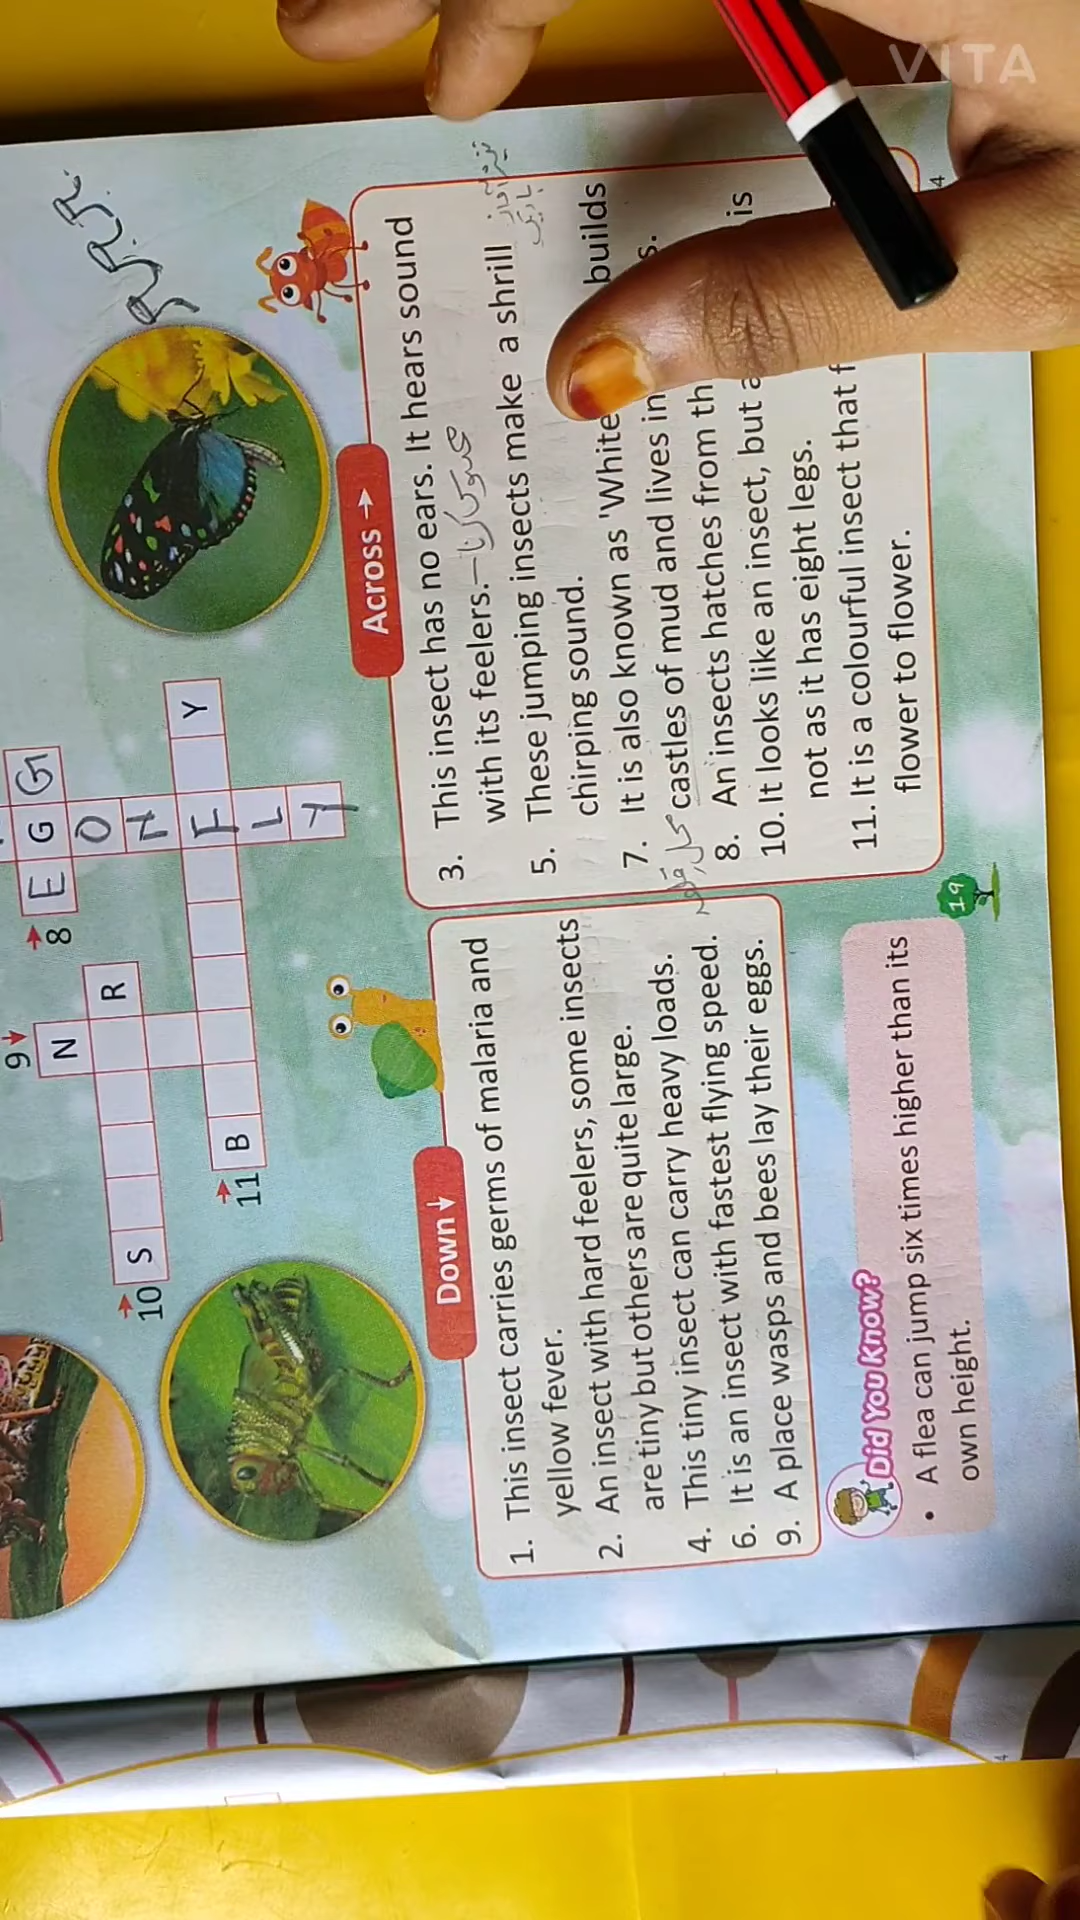 VITA
9
N
8 E G G
O
10 S R
N
11 B F Y
L
Y
Across →
3. This insect has no ears. It hears sound
with its feelers. – محسوس کرنا
5. These jumping insects make a shrill
chirping sound.
7. It is also known as 'White builds
castles of mud and lives in s.
8. An insects hatches from th
10. It looks like an insect, but a is
not as it has eight legs.
11. It is a colourful insect that f
flower to flower.
Down ↓
1. This insect carries germs of malaria and
yellow fever.
2. An insect with hard feelers, some insects
are tiny but others are quite large.
4. This tiny insect can carry heavy loads.
6. It is an insect with fastest flying speed.
9. A place wasps and bees lay their eggs.
Did You Know?
• A flea can jump six times higher than its
own height.
19